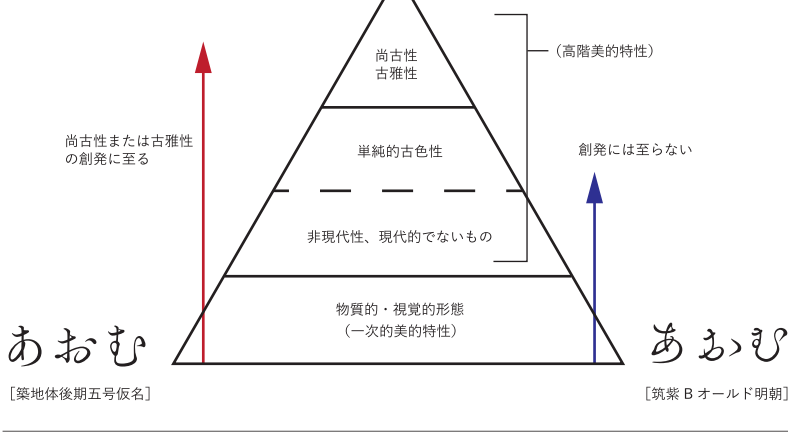 尚古性
古雅性
（高階美的特性）
尚古性または古雅性
の創発に至る
単純的古色性
創発には至らない
非現代性、現代的でないもの
物質的・視覚的形態
（一次的美的特性）
あおむ
あおむ
［築地体後期五号仮名］
［筑紫 B オールド明朝］